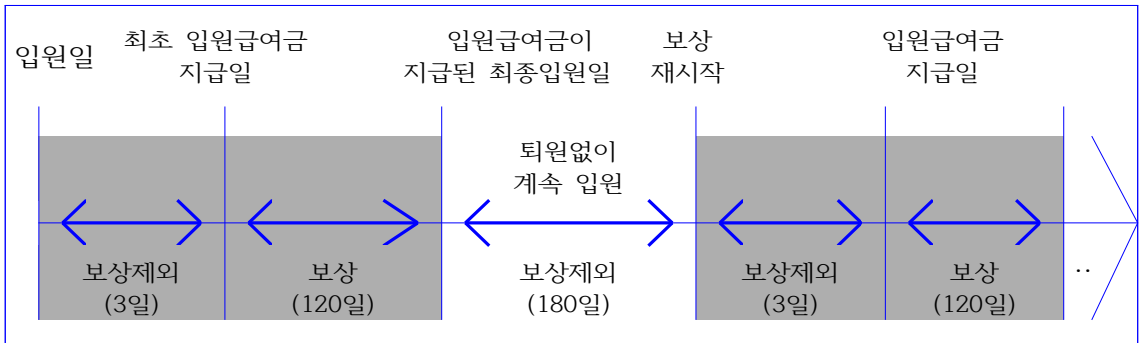 입원일
최초 입원급여금
지급일
입원급여금이
지급된 최종입원일
보상
재시작
입원급여금
지급일
퇴원없이
계속 입원
보상제외
(3일)
보상
(120일)
보상제외
(180일)
보상제외
(3일)
보상
(120일)
..